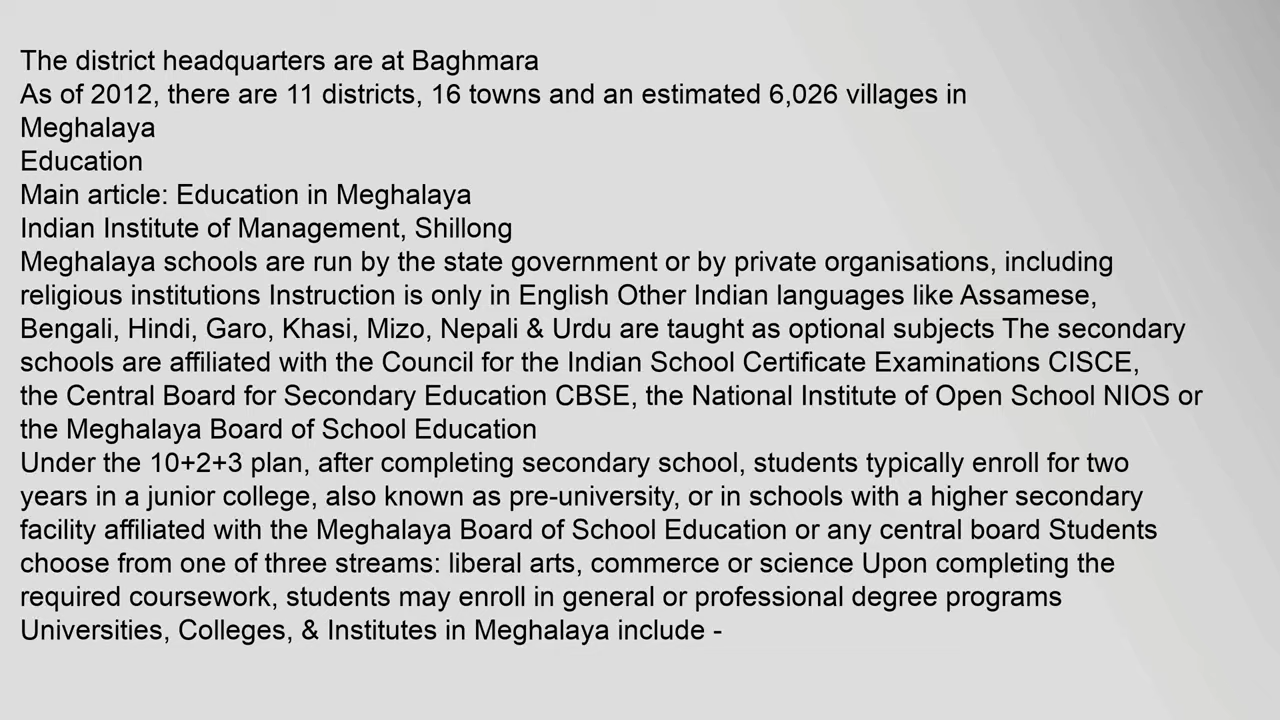 The district headquarters are at Baghmara
As of 2012, there are 11 districts, 16 towns and an estimated 6,026 villages in
Meghalaya
Education
Main article: Education in Meghalaya
Indian Institute of Management, Shillong
Meghalaya schools are run by the state government or by private organisations, including
religious institutions Instruction is only in English Other Indian languages like Assamese,
Bengali, Hindi, Garo, Khasi, Mizo, Nepali & Urdu are taught as optional subjects The secondary
schools are affiliated with the Council for the Indian School Certificate Examinations CISCE,
the Central Board for Secondary Education CBSE, the National Institute of Open School NIOS or
the Meghalaya Board of School Education
Under the 10+2+3 plan, after completing secondary school, students typically enroll for two
years in a junior college, also known as pre-university, or in schools with a higher secondary
facility affiliated with the Meghalaya Board of School Education or any central board Students
choose from one of three streams: liberal arts, commerce or science Upon completing the
required coursework, students may enroll in general or professional degree programs
Universities, Colleges, & Institutes in Meghalaya include -